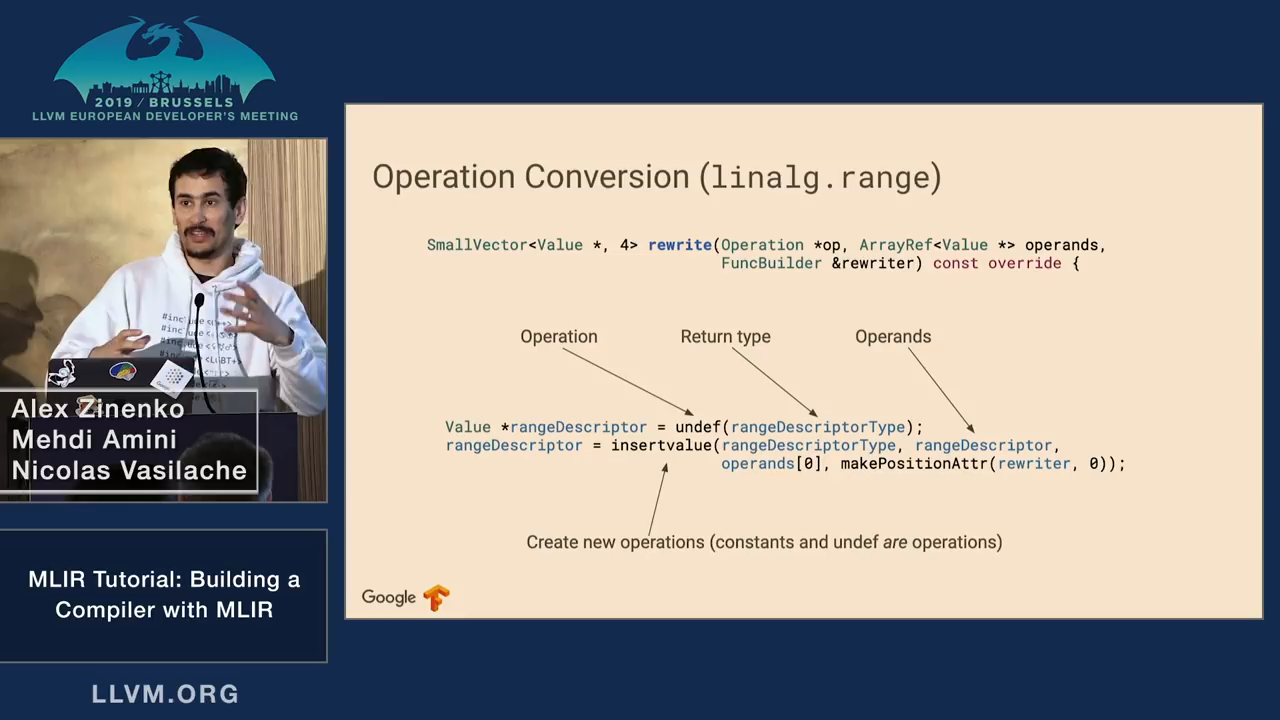 2019 / BRUSSELS
LLVM EUROPEAN DEVELOPER'S MEETING
Operation Conversion (linalg.range)
SmallVector<Value *, 4> rewrite(Operation *op, ArrayRef<Value *> operands,
FuncBuilder &rewriter) const override {
Operation Return type Operands
Value *rangeDescriptor = undef(rangeDescriptorType);
rangeDescriptor = insertvalue(rangeDescriptorType, rangeDescriptor,
operands[0], makePositionAttr(rewriter, 0));
Create new operations (constants and undef are operations)
Google
Alex Zinenko
Mehdi Amini
Nicolas Vasilache
MLIR Tutorial: Building a
Compiler with MLIR
LLVM.ORG